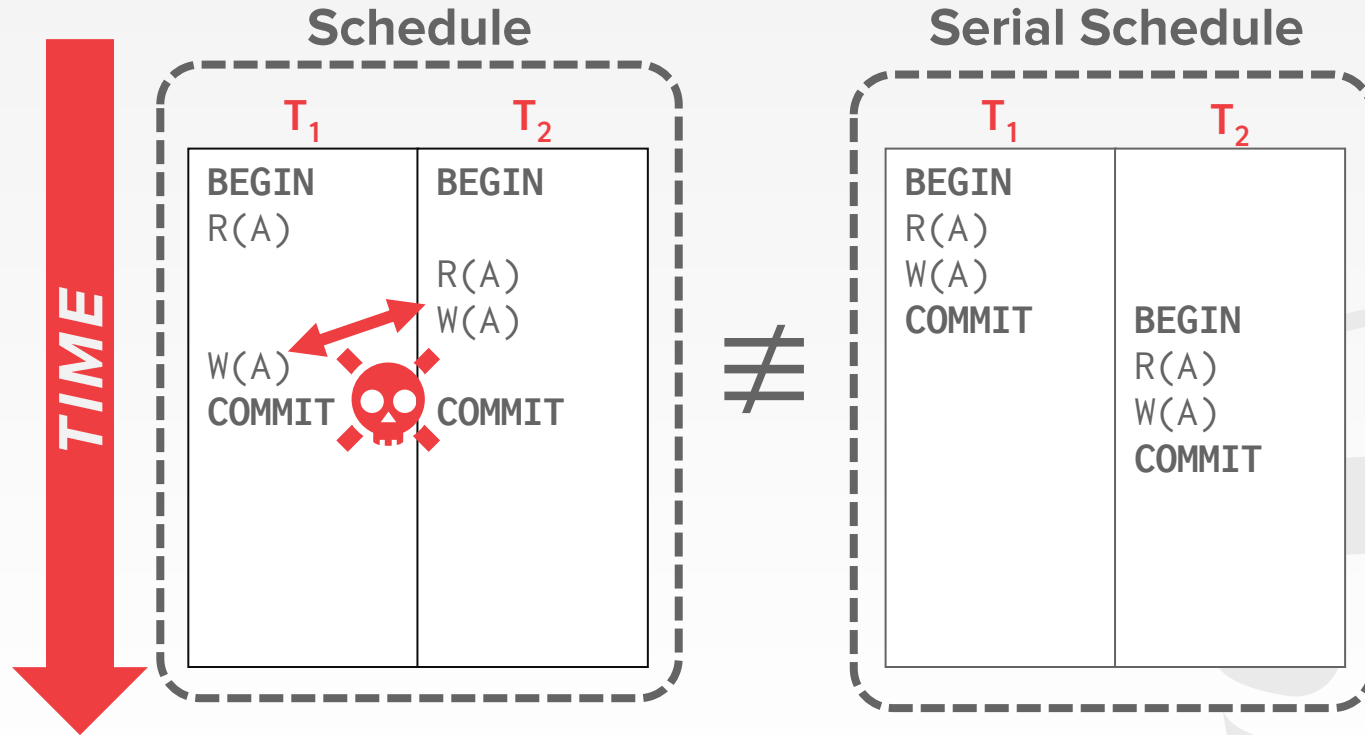 Schedule
Serial Schedule
TIME
T₁ T₂
BEGIN BEGIN
R(A)
R(A)
W(A)
W(A)
COMMIT COMMIT
≢
T₁ T₂
BEGIN
R(A)
W(A)
COMMIT BEGIN
R(A)
W(A)
COMMIT